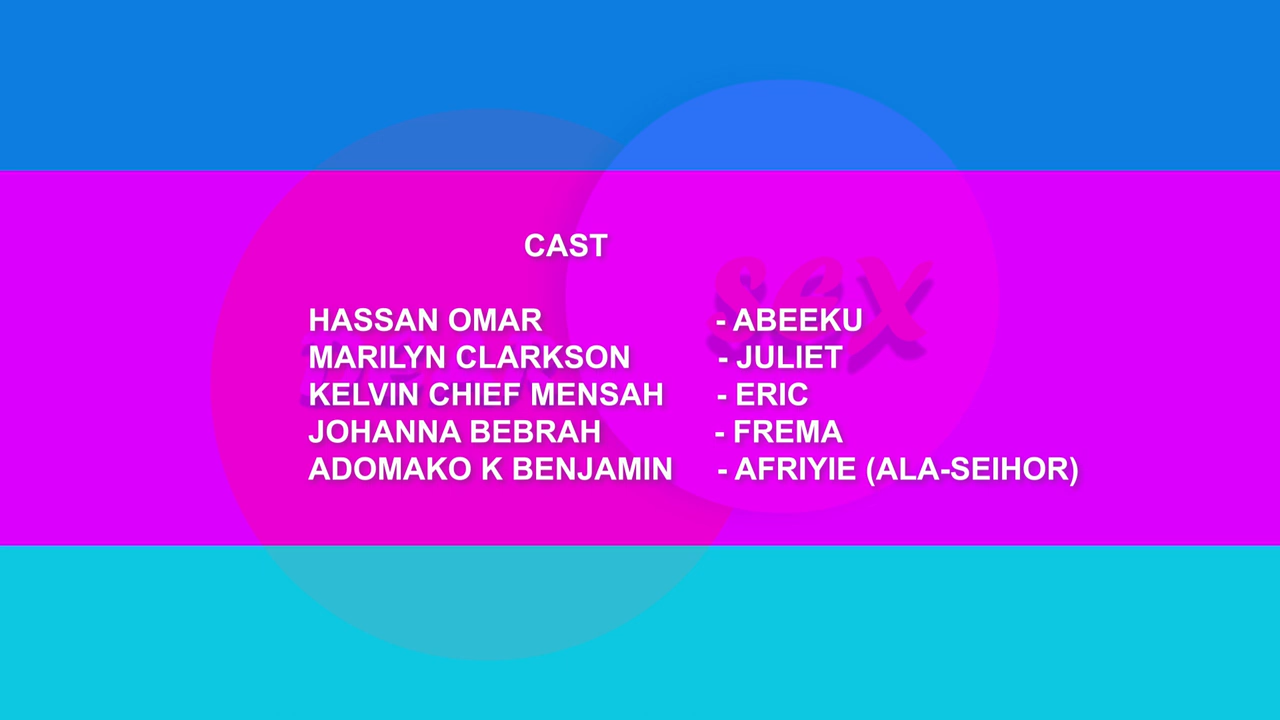 CAST
sex
HASSAN OMAR - ABEEKU
MARILYN CLARKSON - JULIET
KELVIN CHIEF MENSAH - ERIC
JOHANNA BEBRAH - FREMA
ADOMAKO K BENJAMIN - AFRIYIE (ALA-SEIHOR)